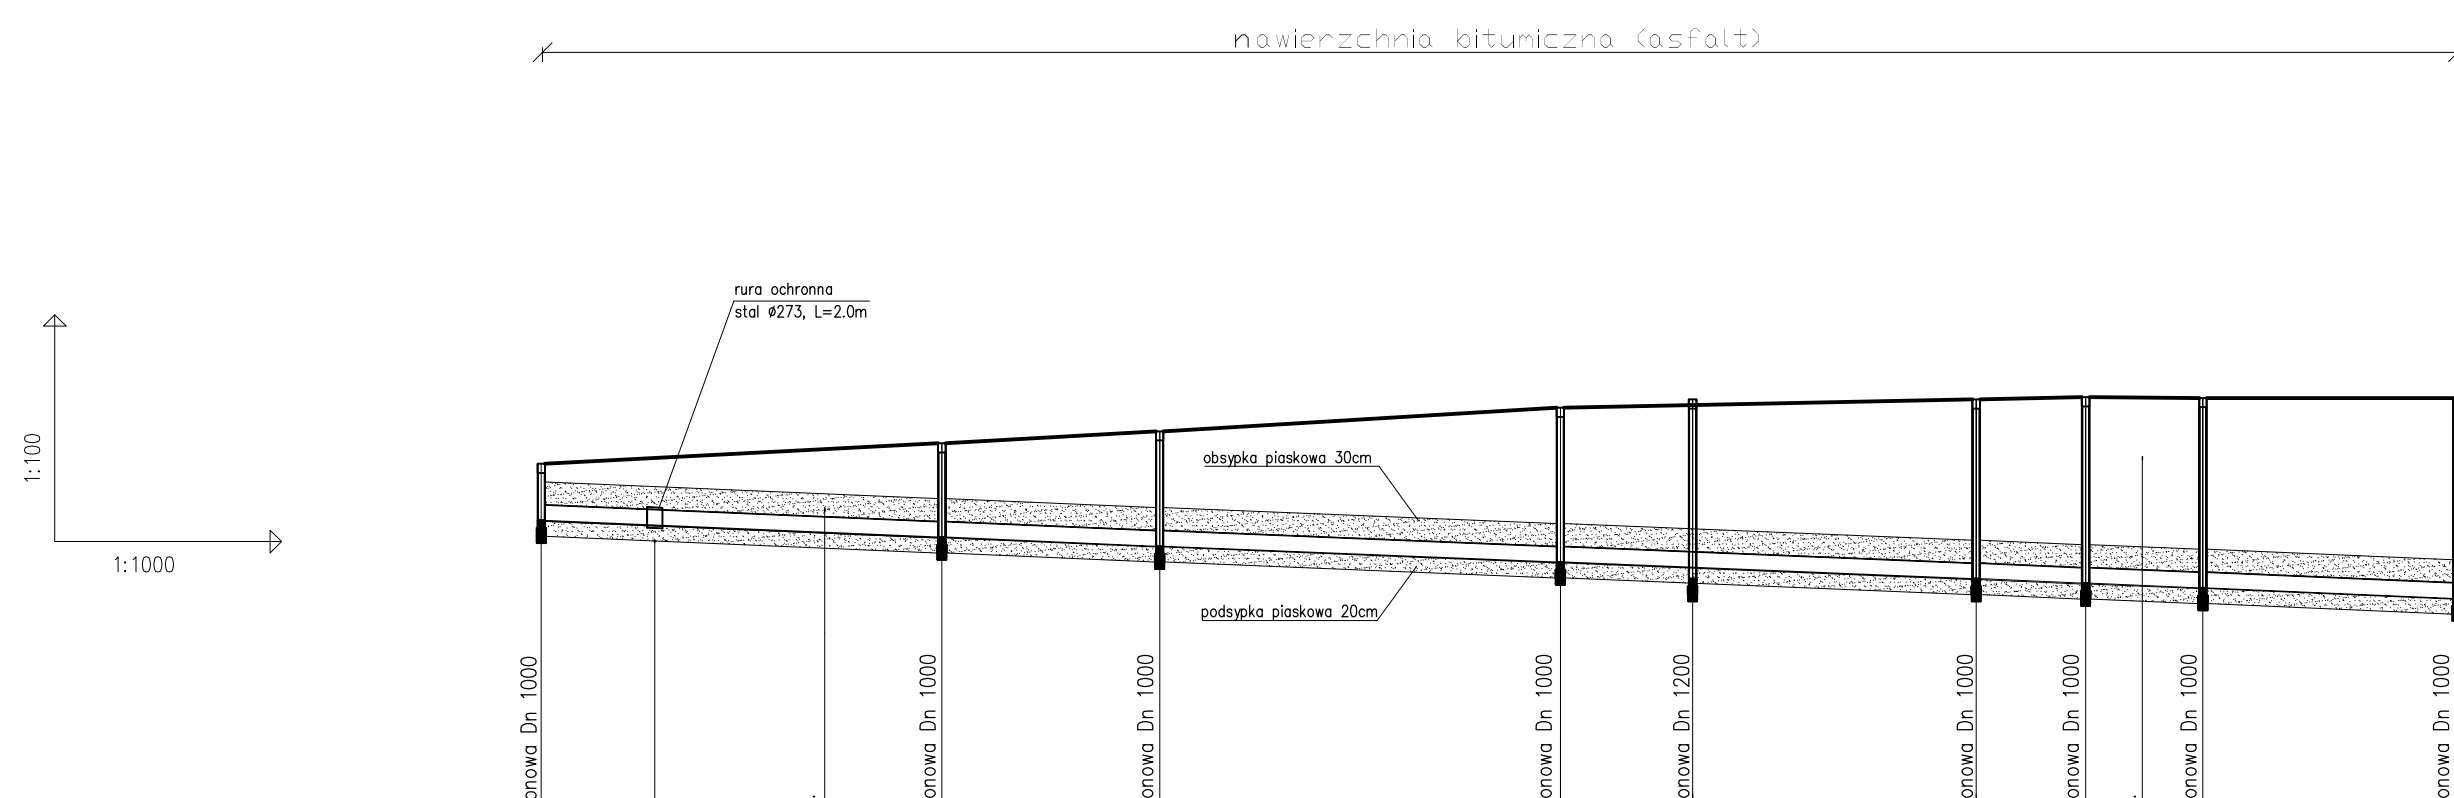 nawierzchnia bitumiczna (asfalt)
rura ochronna
stal ø273, L=2.0m
1:100
1:1000
obsypka piaskowa 30cm
podsypka piaskowa 20cm
onowa Dn 1000
onowa Dn 1000
onowa Dn 1000
onowa Dn 1000
onowa Dn 1200
onowa Dn 1000
onowa Dn 1000
onowa Dn 1000
onowa Dn 1000